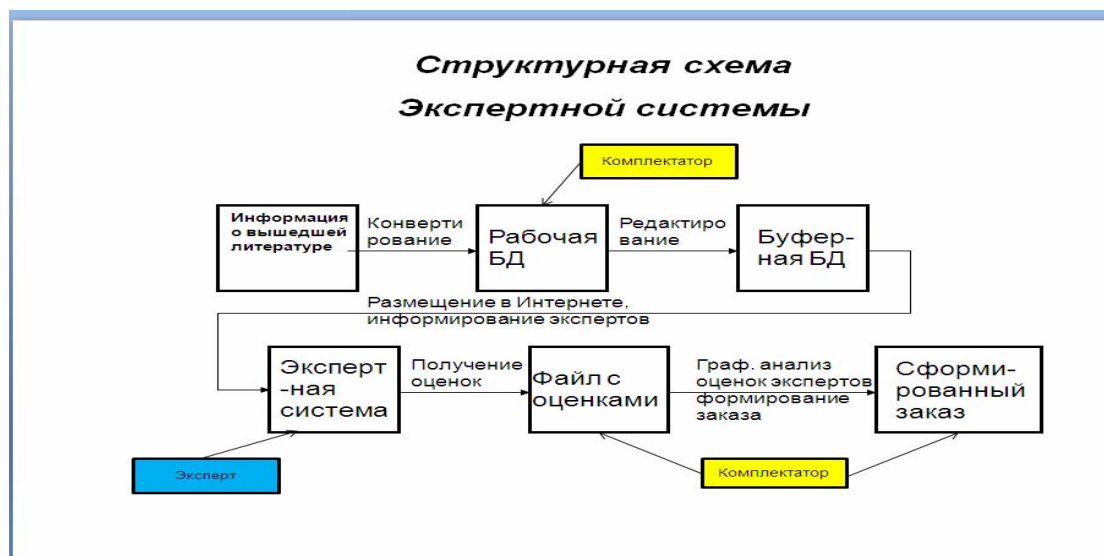 Структурная схема
Экспертной системы
Комплектатор
Информация
о вышедшей
литературе
Конверти
рование
Рабочая
БД
Редактиро
вание
Буфер-
ная БД
Размещение в Интернете,
информирование экспертов
Эксперт
-ная
система
Получение
оценок
Файл с
оценками
Граф. анализ
оценок экспертов
формирование
заказа
Сформи-
рованный
заказ
Эксперт
Комплектатор